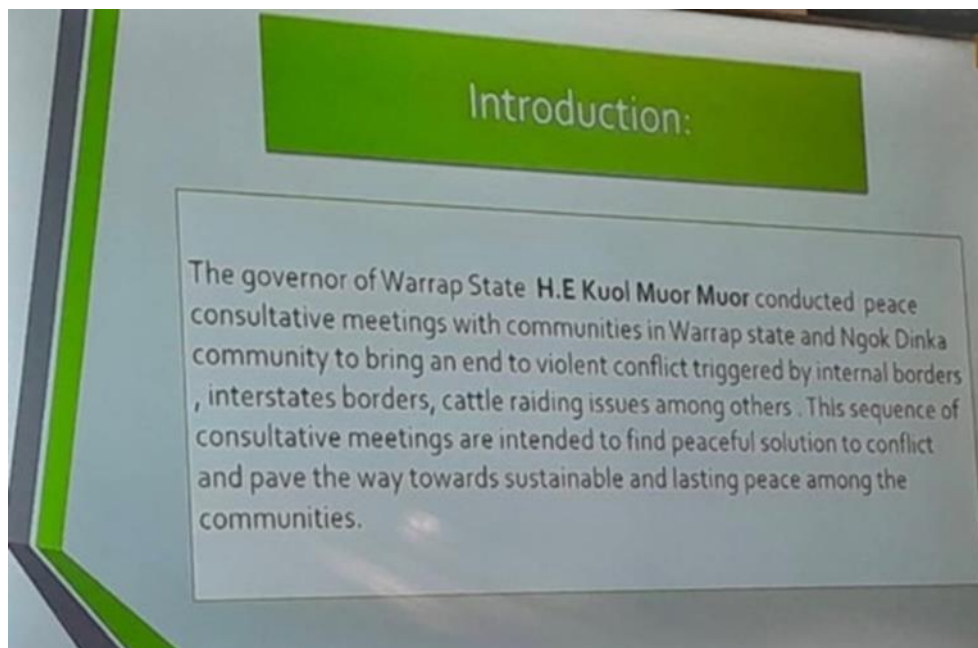 Introduction:
The governor of Warrap State H.E Kuol Muor Muor conducted peace
consultative meetings with communities in Warrap state and Ngok Dinka
community to bring an end to violent conflict triggered by internal borders
, interstates borders, cattle raiding issues among others . This sequence of
consultative meetings are intended to find peaceful solution to conflict
and pave the way towards sustainable and lasting peace among the
communities.